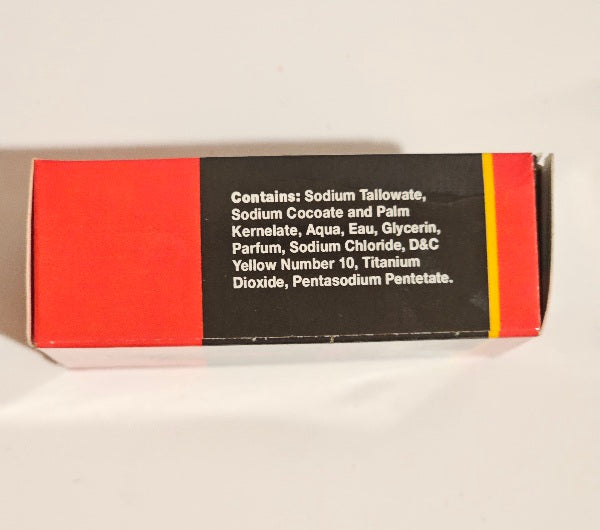 Contains: Sodium Tallowate,
Sodium Cocoate and Palm
Kernelate, Aqua, Eau, Glycerin,
Parfum, Sodium Chloride, D&C
Yellow Number 10, Titanium
Dioxide, Pentasodium Pentetate.